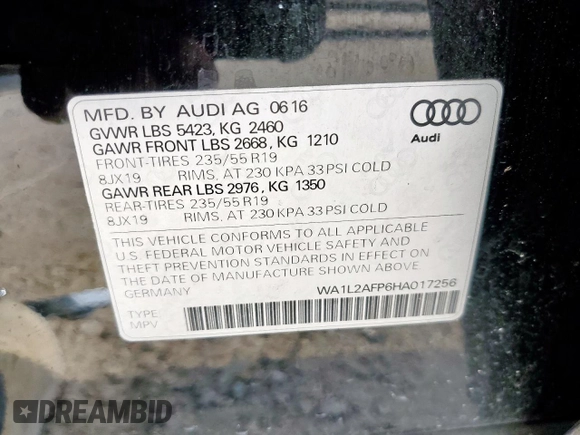 MFD. BY AUDI AG 0616
GVWR LBS 5423, KG 2460
GAWR FRONT LBS 2668, KG 1210
FRONT-TIRES 235/55 R19
8JX19 RIMS, AT 230 KPA 33 PSI COLD
GAWR REAR LBS 2976, KG 1350
REAR-TIRES 235/55 R19
8JX19 RIMS, AT 230 KPA 33 PSI COLD
THIS VEHICLE CONFORMS TO ALL APPLICABLE
U.S. FEDERAL MOTOR VEHICLE SAFETY AND
THEFT PREVENTION STANDARDS IN EFFECT ON
THE DATE OF MANUFACTURE SHOWN ABOVE.
GERMANY WA1L2AFP6HA017256
TYPE
MPV
Audi
DREAMBID